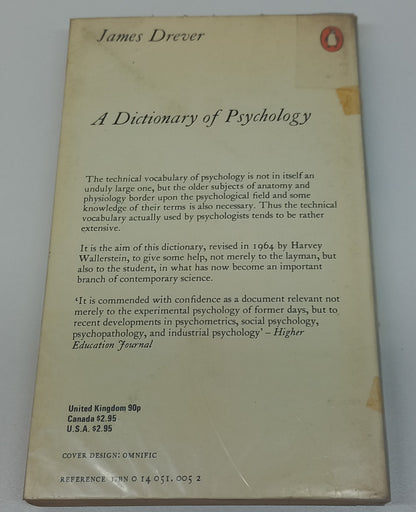 James Drever
A Dictionary of Psychology
The technical vocabulary of psychology is not in itself an
unduly large one, but the older subjects of anatomy and
physiology border upon the psychological field and some
knowledge of their terms is also necessary. Thus the technical
vocabulary actually used by psychologists tends to be rather
extensive.
It is the aim of this dictionary, revised in 1964 by Harvey
Wallerstein, to give some help, not merely to the layman, but
also to the student, in what has now become an important
branch of contemporary science.
‘It is commended with confidence as a document relevant not
merely to the experimental psychology of former days, but to
recent developments in psychometrics, social psychology,
psychopathology, and industrial psychology’ – Higher
Education Journal
United Kingdom 90p
Canada $2.95
U.S.A. $2.95
COVER DESIGN: OMNIFIC
REFERENCE ISBN 0 14 051.005 2